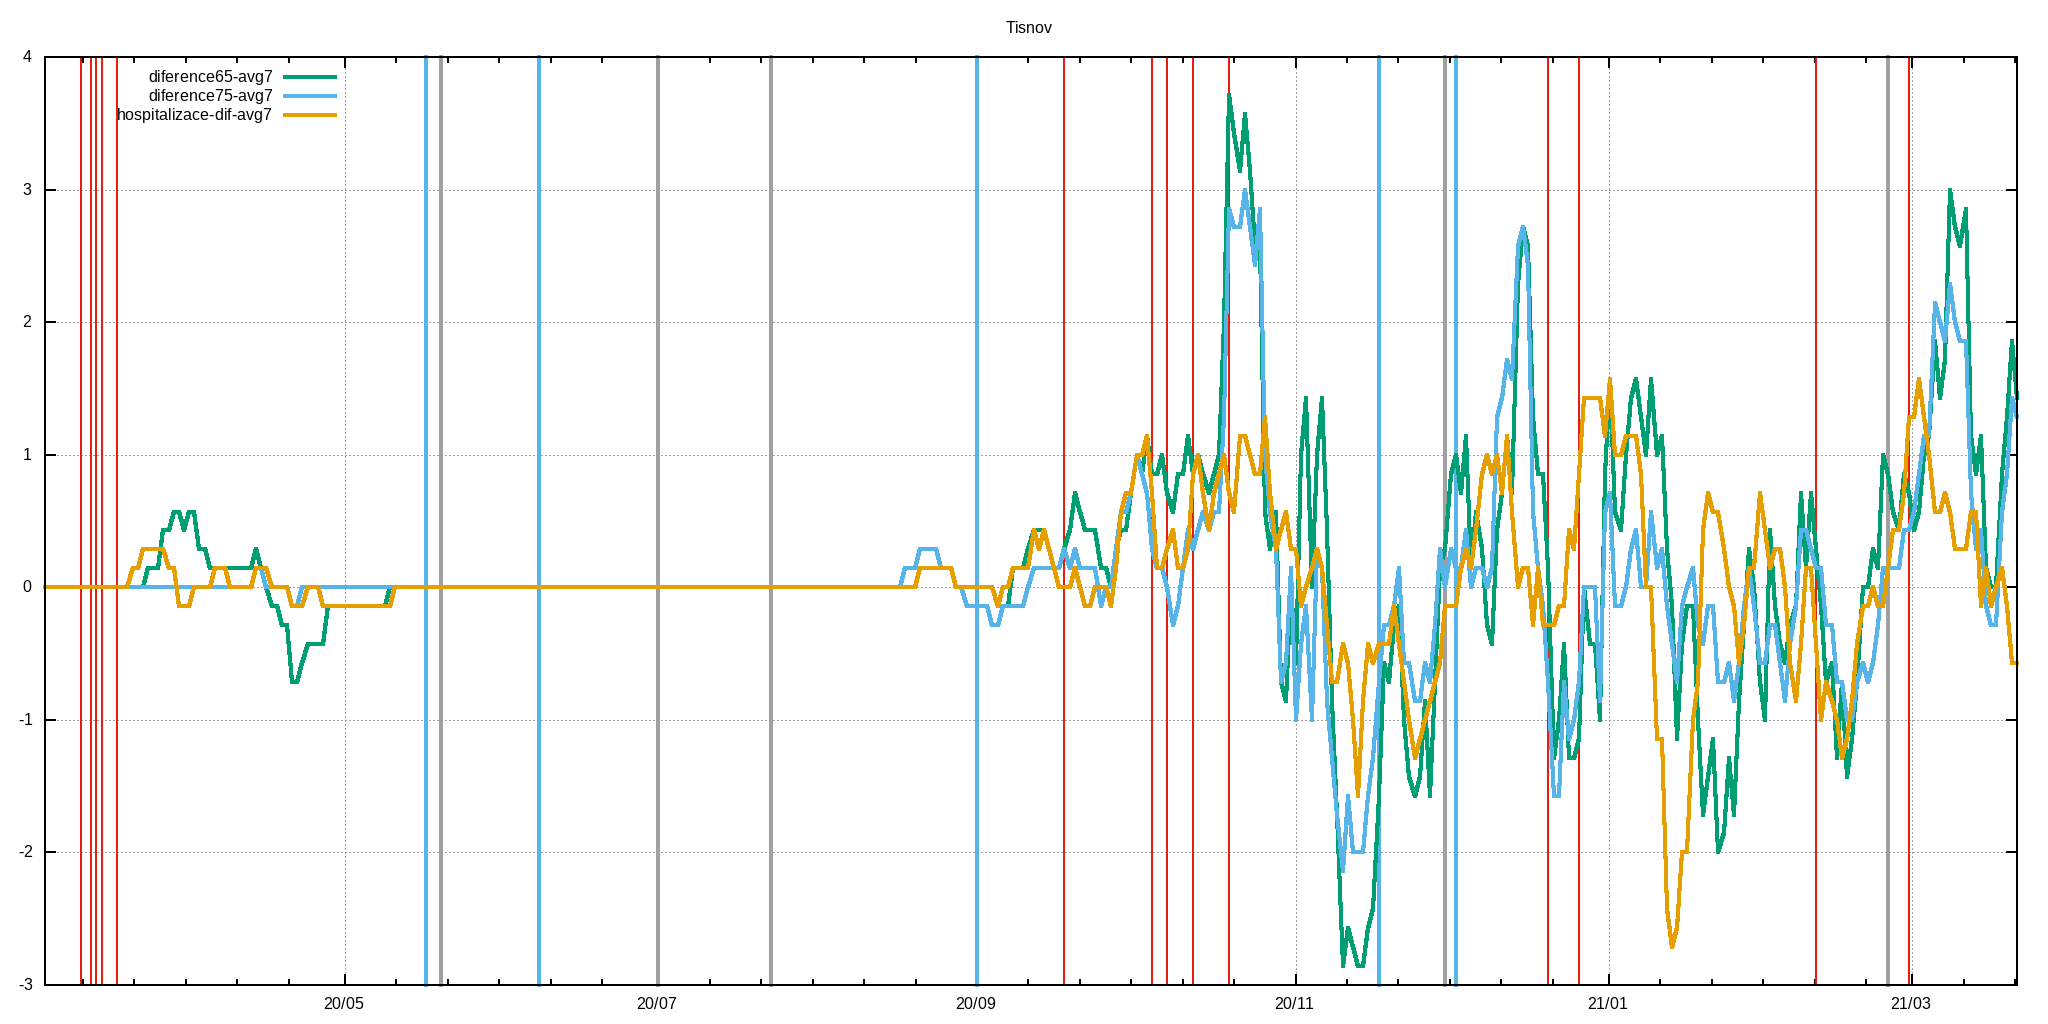 Tisnov
4
diference65-avg7
diference75-avg7
hospitalizace-dif-avg7
3
2
1
0
-1
-2
-3
20/05 20/07 20/09 20/11 21/01 21/03